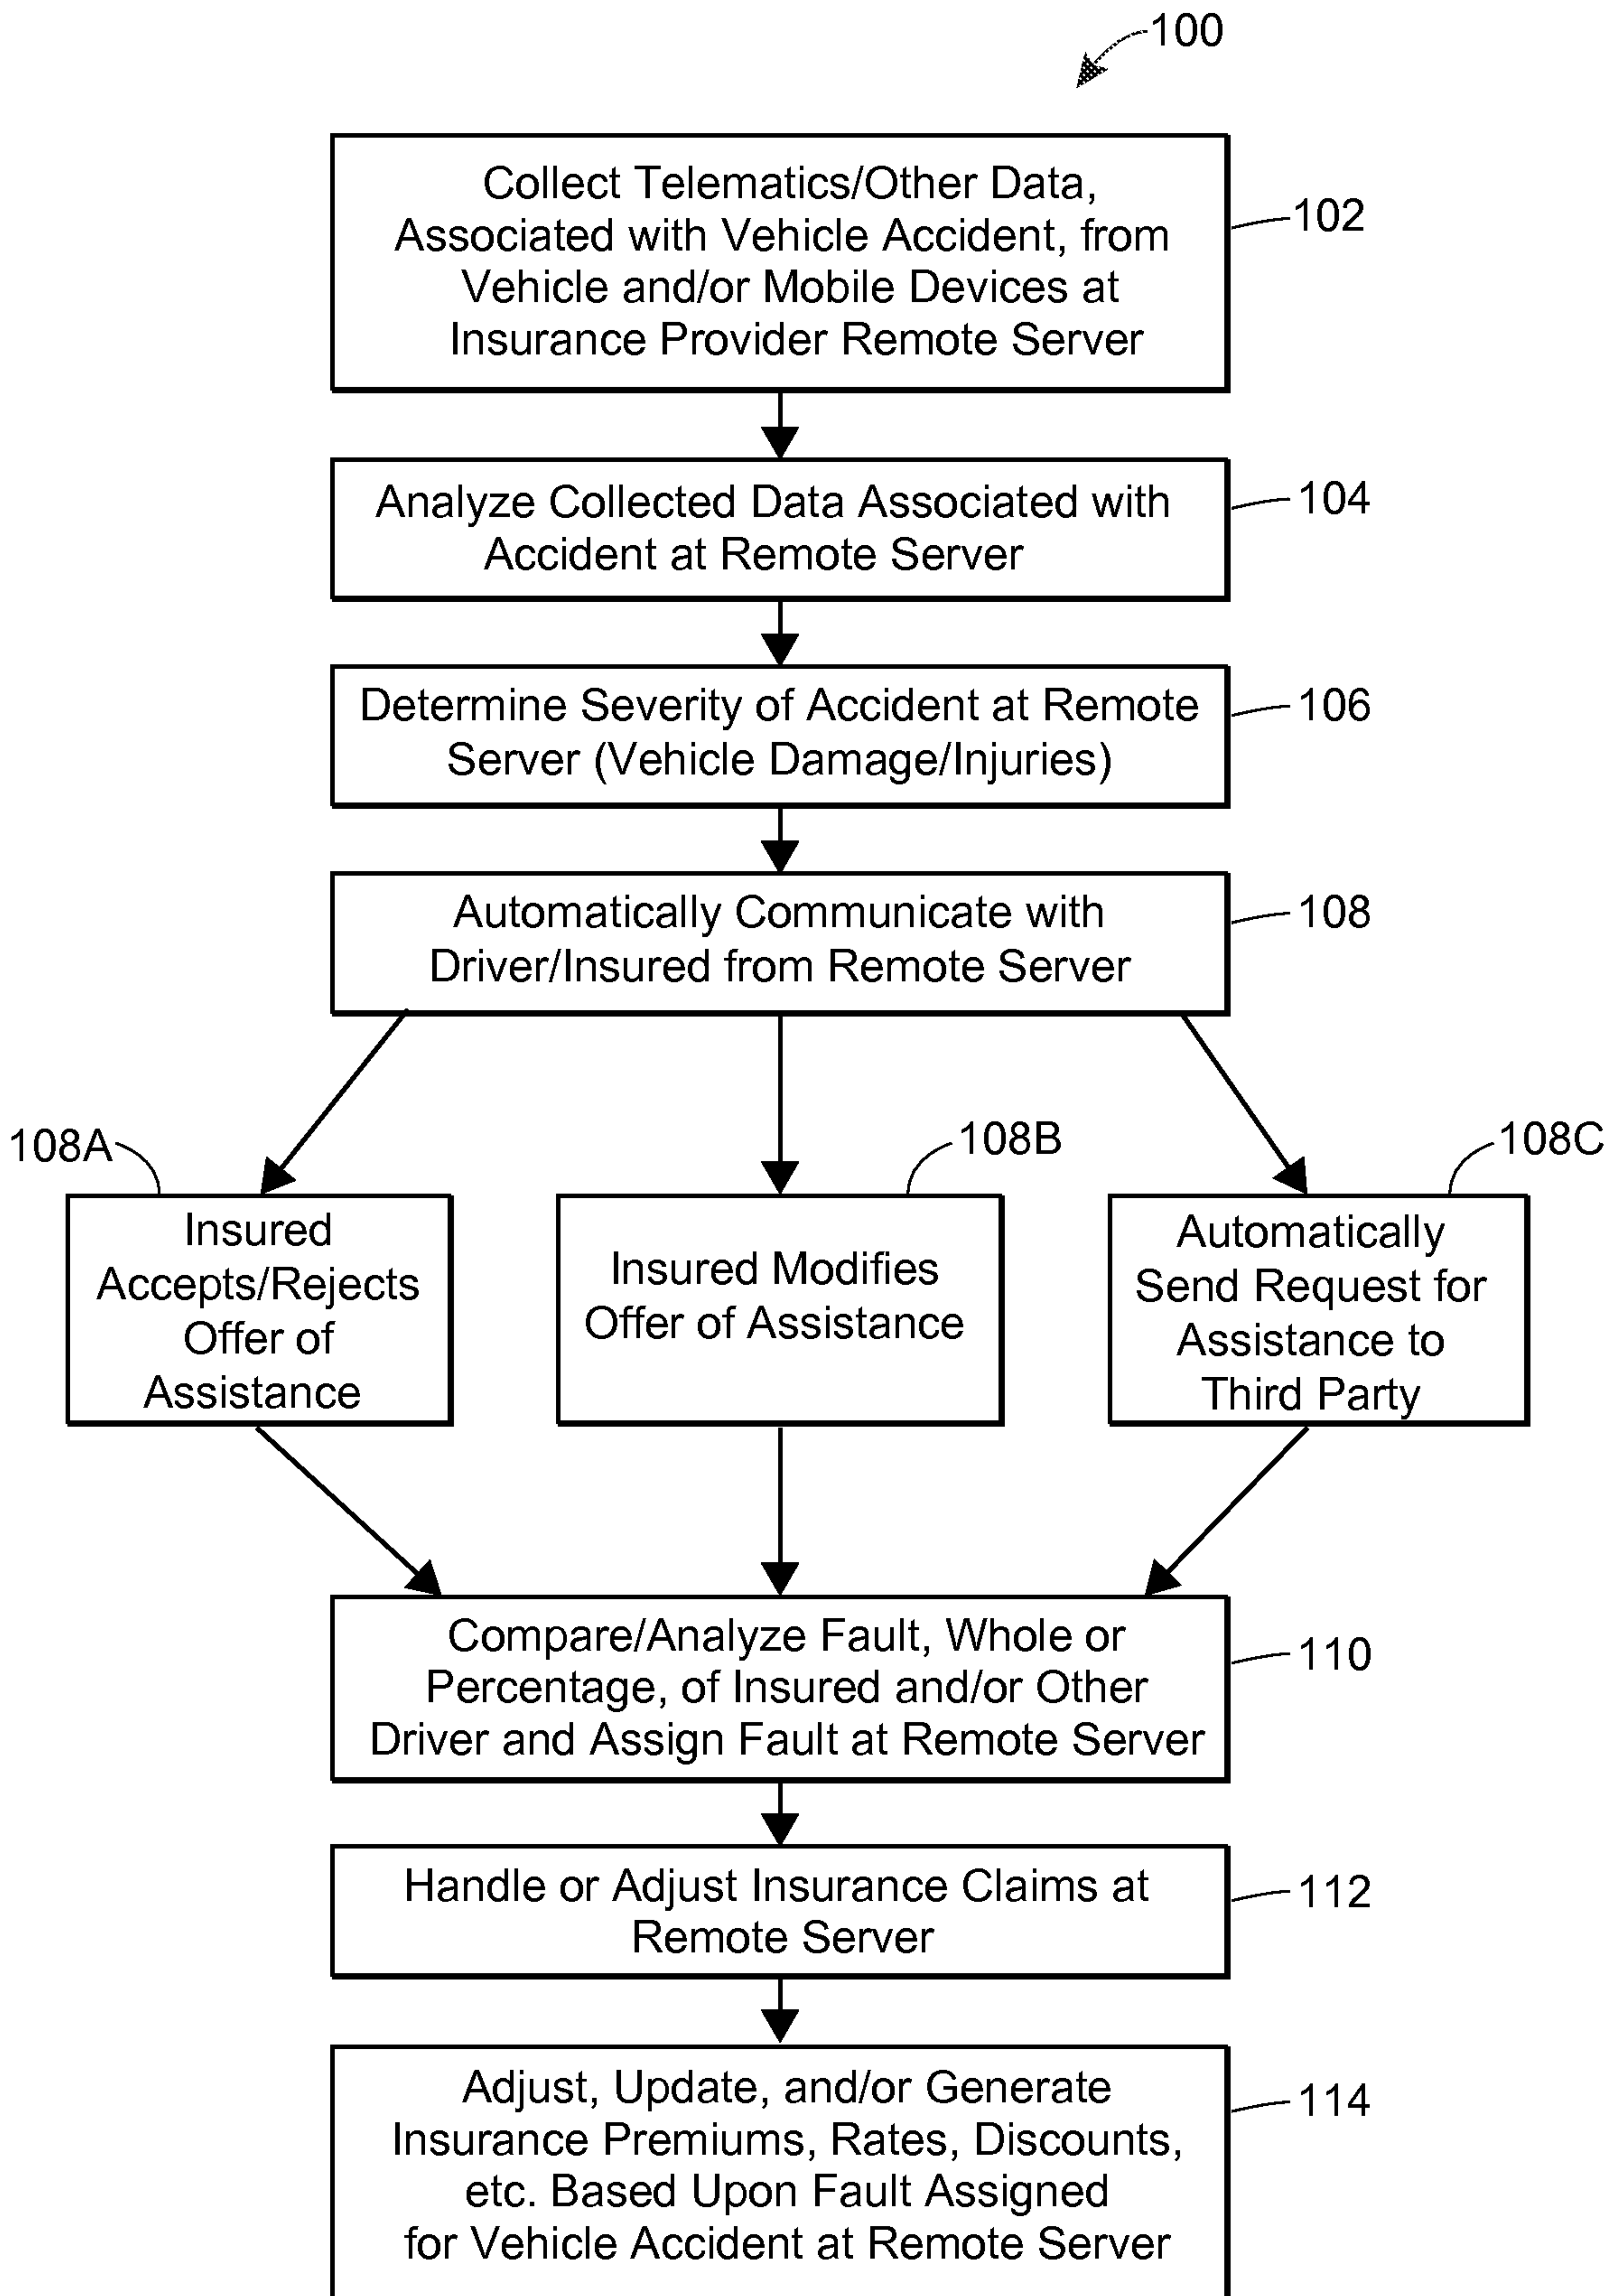 100
Collect Telematics/Other Data,
Associated with Vehicle Accident, from
Vehicle and/or Mobile Devices at
Insurance Provider Remote Server
102
Analyze Collected Data Associated with
Accident at Remote Server
104
Determine Severity of Accident at Remote
Server (Vehicle Damage/Injuries)
106
Automatically Communicate with
Driver/Insured from Remote Server
108
108A
Insured
Accepts/Rejects
Offer of
Assistance
108B
Insured Modifies
Offer of Assistance
108C
Automatically
Send Request for
Assistance to
Third Party
Compare/Analyze Fault, Whole or
Percentage, of Insured and/or Other
Driver and Assign Fault at Remote Server
110
Handle or Adjust Insurance Claims at
Remote Server
112
Adjust, Update, and/or Generate
Insurance Premiums, Rates, Discounts,
etc. Based Upon Fault Assigned
for Vehicle Accident at Remote Server
114